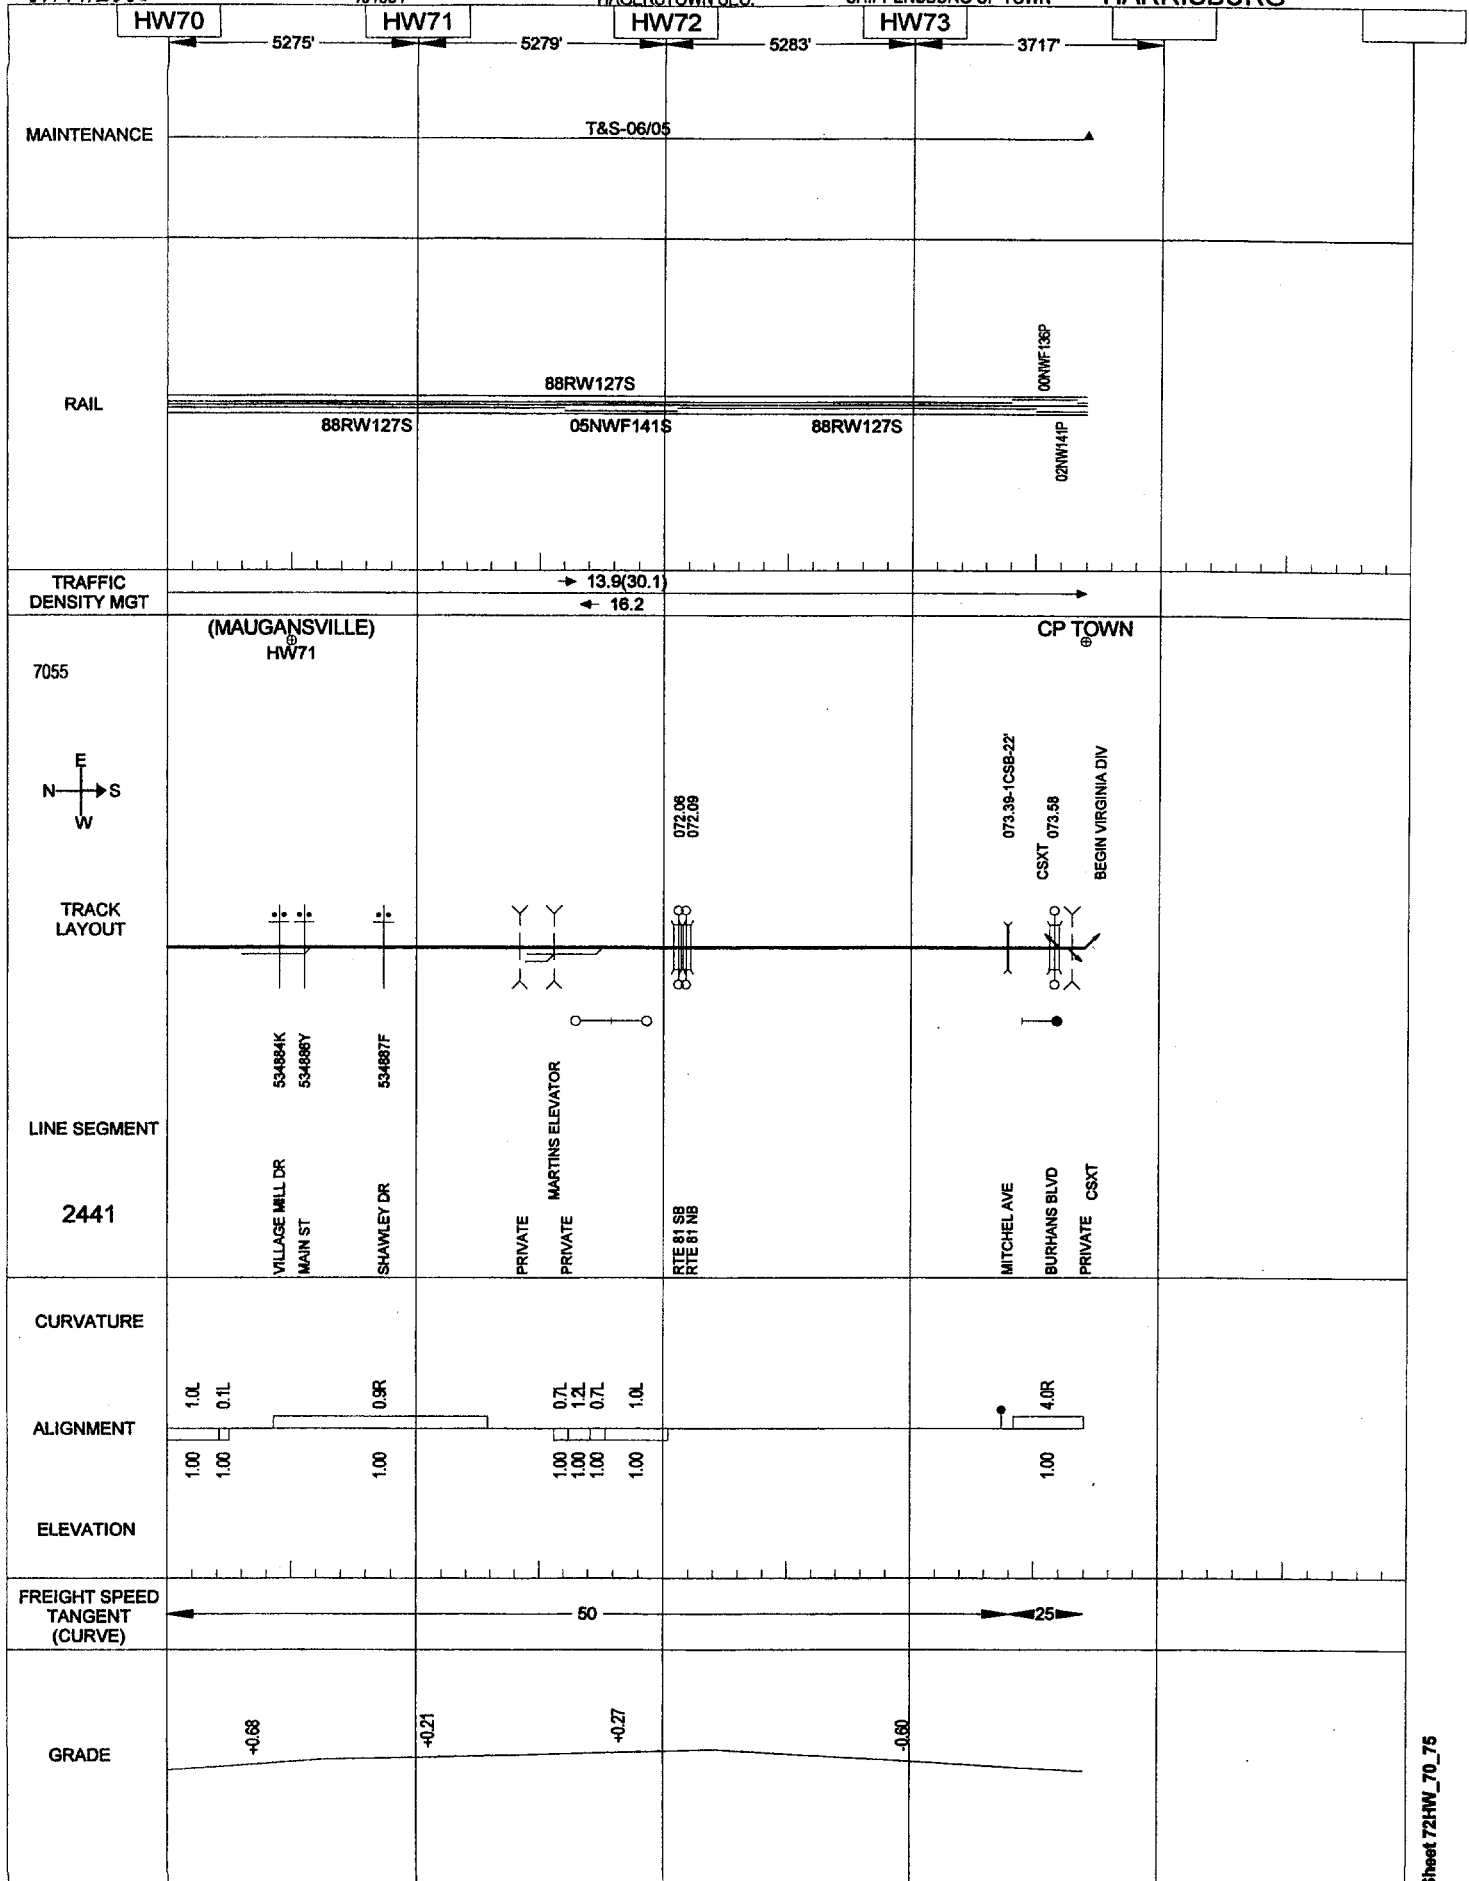 HAGERSTOWN SEC.
HARRISBURG
HW70 HW71 HW72 HW73
5275' 5279' 5283' 3717'
MAINTENANCE
T&S-06/05
RAIL
88RW127S
00NWF136P
88RW127S 05NWF141S 88RW127S
02NW141P
TRAFFIC
DENSITY MGT
13.9(30.1)
16.2
(MAUGANSVILLE)
HW71
CP TOWN
7055
E
N S
W
072.06
072.09
073.39-1CSB-22'
CSXT
073.58
BEGIN VIRGINIA DIV
TRACK
LAYOUT
534884K
534886Y
534887F
LINE SEGMENT
2441
VILLAGE MILL DR
MAIN ST
SHAWLEY DR
PRIVATE
MARTINS ELEVATOR
PRIVATE
RTE 81 SB
RTE 81 NB
MITCHEL AVE
BURHANS BLVD
PRIVATE
CSXT
CURVATURE
1.0L 0.1L 0.9R 0.7L 1.2L 0.7L 1.0L 4.0R
ALIGNMENT
1.00 1.00 1.00 1.00 1.00 1.00 1.00 1.00
ELEVATION
FREIGHT SPEED
TANGENT
(CURVE)
50 25
GRADE
+0.68 +0.21 +0.27 -0.60
Sheet 72HW_70_75